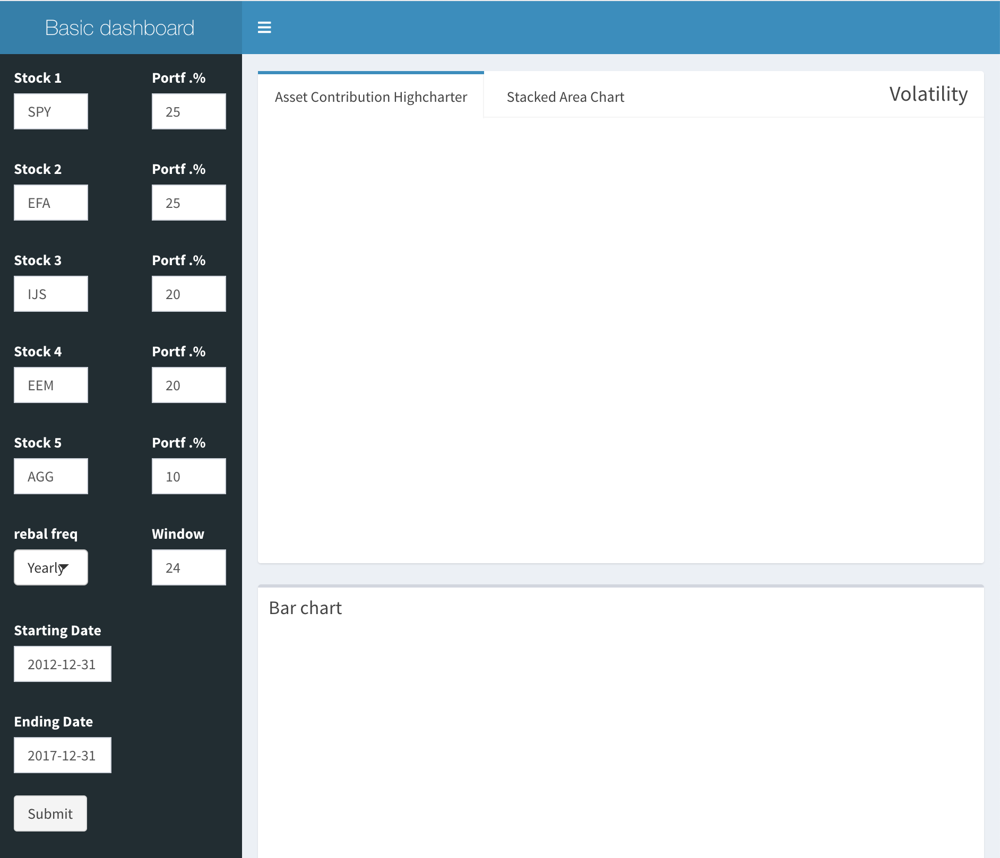 Basic dashboard
Stock 1 Portf .%
SPY 25
Stock 2 Portf .%
EFA 25
Stock 3 Portf .%
IJS 20
Stock 4 Portf .%
EEM 20
Stock 5 Portf .%
AGG 10
rebal freq Window
Yearly 24
Starting Date
2012-12-31
Ending Date
2017-12-31
Submit
Asset Contribution Highcharter Stacked Area Chart Volatility
Bar chart